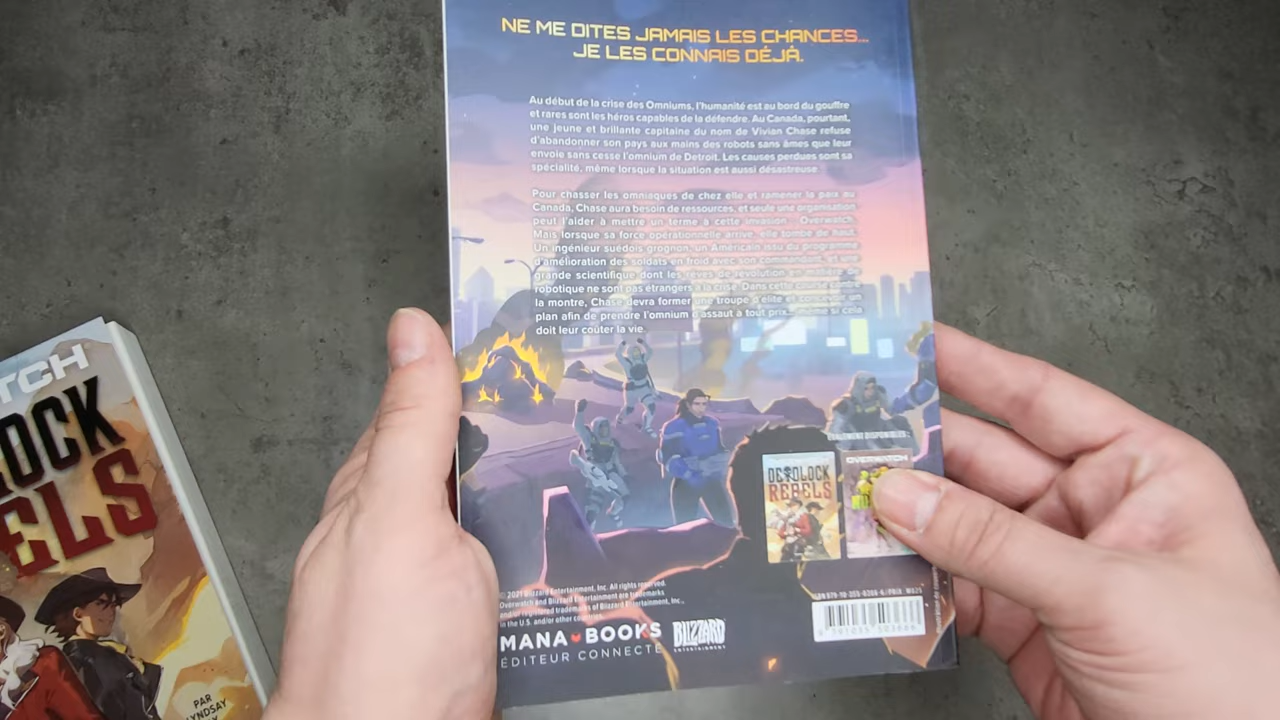 NE ME DITES JAMAIS LES CHANCES...
JE LES CONNAIS DÉJÀ.
Au début de la crise des Omniums, l'humanité est au bord du gouffre
et rares sont les héros capables de la défendre. Au Canada, pourtant,
une jeune et brillante capitaine du nom de Vivian Chase refuse
d'abandonner son pays aux mains des robots sans âmes que leur
envoie sans cesse l'omnium de Detroit. Les causes perdues sont sa
spécialité, même lorsque la situation est aussi désastreuse.
Pour chasser les omniaques de chez elle et ramener la paix au
Canada, Chase aura besoin de ressources, et seule une organisation
peut l'aider à mettre un terme à cette invasion : Overwatch.
Mais lorsque sa force opérationnelle arrive, elle tombe de haut.
Un ingénieur suédois grognon, un Américain issu du programme
d'amélioration des soldats en froid avec son commandant, et une
grande scientifique dont les rêves de révolution en matière de
robotique ne sont pas étrangers à la crise. Dans cette course contre
la montre, Chase devra former une troupe d'élite et concevoir un
plan afin de prendre l'omnium d'assaut à tout prix... même si cela
doit leur coûter la vie.
ÉGALEMENT DISPONIBLES :
DEADLOCK
REBELS
OVERWATCH
© 2021 Blizzard Entertainment, Inc. All rights reserved.
Overwatch and Blizzard Entertainment are trademarks
and/or registered trademarks of Blizzard Entertainment, Inc.,
in the U.S. and/or other countries.
MANA BOOKS
ÉDITEUR CONNECTÉ
BLIZZARD
ENTERTAINMENT
TCH
LOCK
ELS
PAR
LYNDSAY